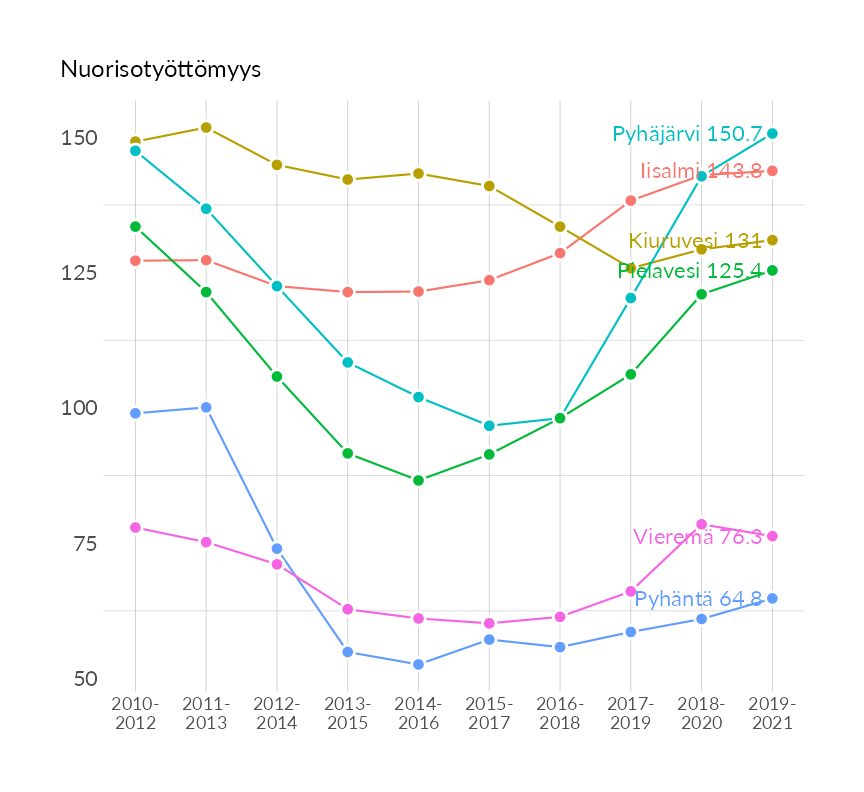 Nuorisotyöttömyys
150
125
100
75
50
Pyhäjärvi 150.7
Iisalmi 143.8
Kiuruvesi 131
Pielavesi 125.4
Vieremä 76.3
Pyhäntä 64.8
2010- 2011- 2012- 2013- 2014- 2015- 2016- 2017- 2018- 2019-
2012 2013 2014 2015 2016 2017 2018 2019 2020 2021